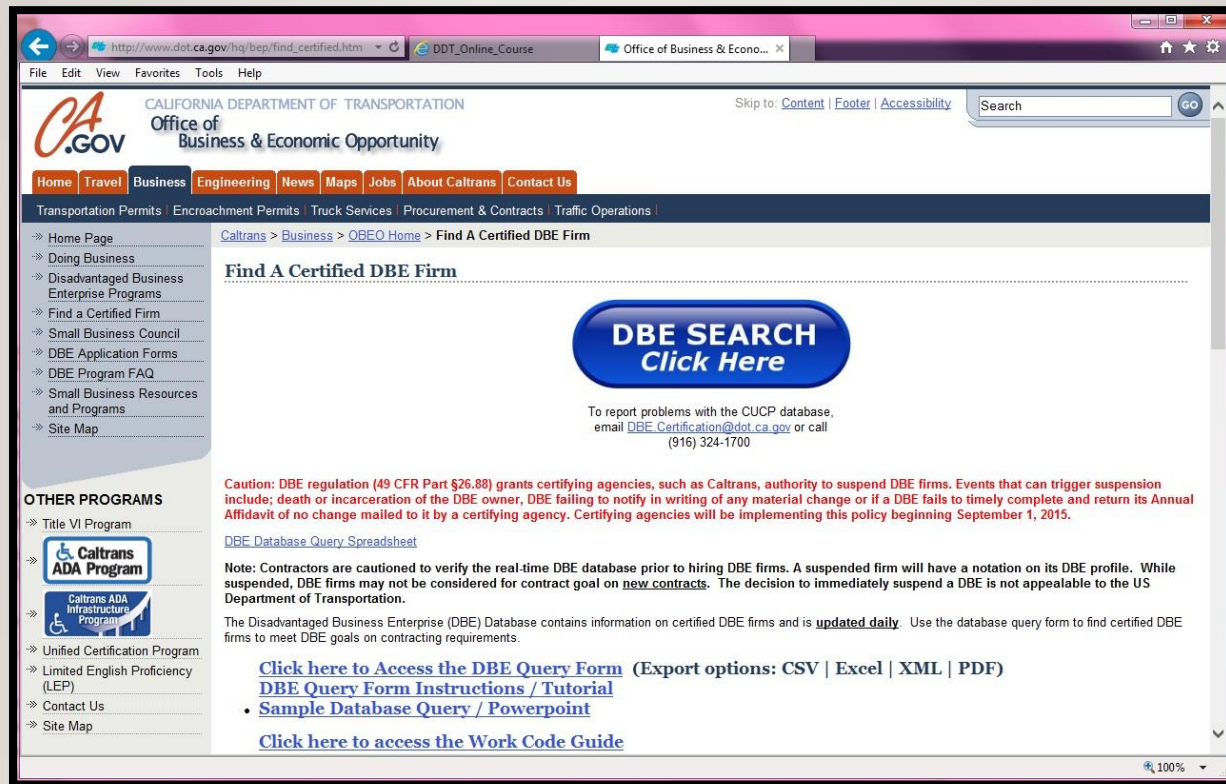 http://www.dot.ca.gov/hq/bep/find_certified.htm
DDT_Online_Course
Office of Business & Econo...
File Edit View Favorites Tools Help
CA.GOV
CALIFORNIA DEPARTMENT OF TRANSPORTATION
Office of
Business & Economic Opportunity
Skip to: Content | Footer | Accessibility
Search
GO
Home Travel Business Engineering News Maps Jobs About Caltrans Contact Us
Transportation Permits | Encroachment Permits | Truck Services | Procurement & Contracts | Traffic Operations |
Home Page
Doing Business
Disadvantaged Business
Enterprise Programs
Find a Certified Firm
Small Business Council
DBE Application Forms
DBE Program FAQ
Small Business Resources
and Programs
Site Map
OTHER PROGRAMS
Title VI Program
Caltrans
ADA Program
Caltrans ADA
Infrastructure
Program
Unified Certification Program
Limited English Proficiency
(LEP)
Contact Us
Site Map
Caltrans > Business > OBEO Home > Find A Certified DBE Firm
Find A Certified DBE Firm
DBE SEARCH
Click Here
To report problems with the CUCP database,
email DBE.Certification@dot.ca.gov or call
(916) 324-1700
Caution: DBE regulation (49 CFR Part §26.88) grants certifying agencies, such as Caltrans, authority to suspend DBE firms. Events that can trigger suspension
include; death or incarceration of the DBE owner, DBE failing to notify in writing of any material change or if a DBE fails to timely complete and return its Annual
Affidavit of no change mailed to it by a certifying agency. Certifying agencies will be implementing this policy beginning September 1, 2015.
DBE Database Query Spreadsheet
Note: Contractors are cautioned to verify the real-time DBE database prior to hiring DBE firms. A suspended firm will have a notation on its DBE profile. While
suspended, DBE firms may not be considered for contract goal on new contracts. The decision to immediately suspend a DBE is not appealable to the US
Department of Transportation.
The Disadvantaged Business Enterprise (DBE) Database contains information on certified DBE firms and is updated daily. Use the database query form to find certified DBE
firms to meet DBE goals on contracting requirements.
Click here to Access the DBE Query Form (Export options: CSV | Excel | XML | PDF)
DBE Query Form Instructions / Tutorial
• Sample Database Query / Powerpoint
Click here to access the Work Code Guide
100%